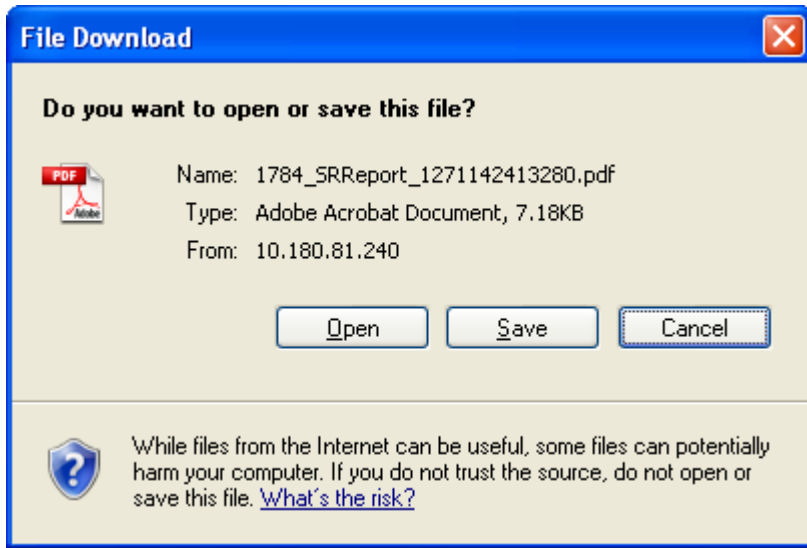 File Download
Do you want to open or save this file?
PDF
Adobe
Name: 1784_SRReport_1271142413280.pdf
Type: Adobe Acrobat Document, 7.18KB
From: 10.180.81.240
Open Save Cancel
While files from the Internet can be useful, some files can potentially
harm your computer. If you do not trust the source, do not open or
save this file. What's the risk?